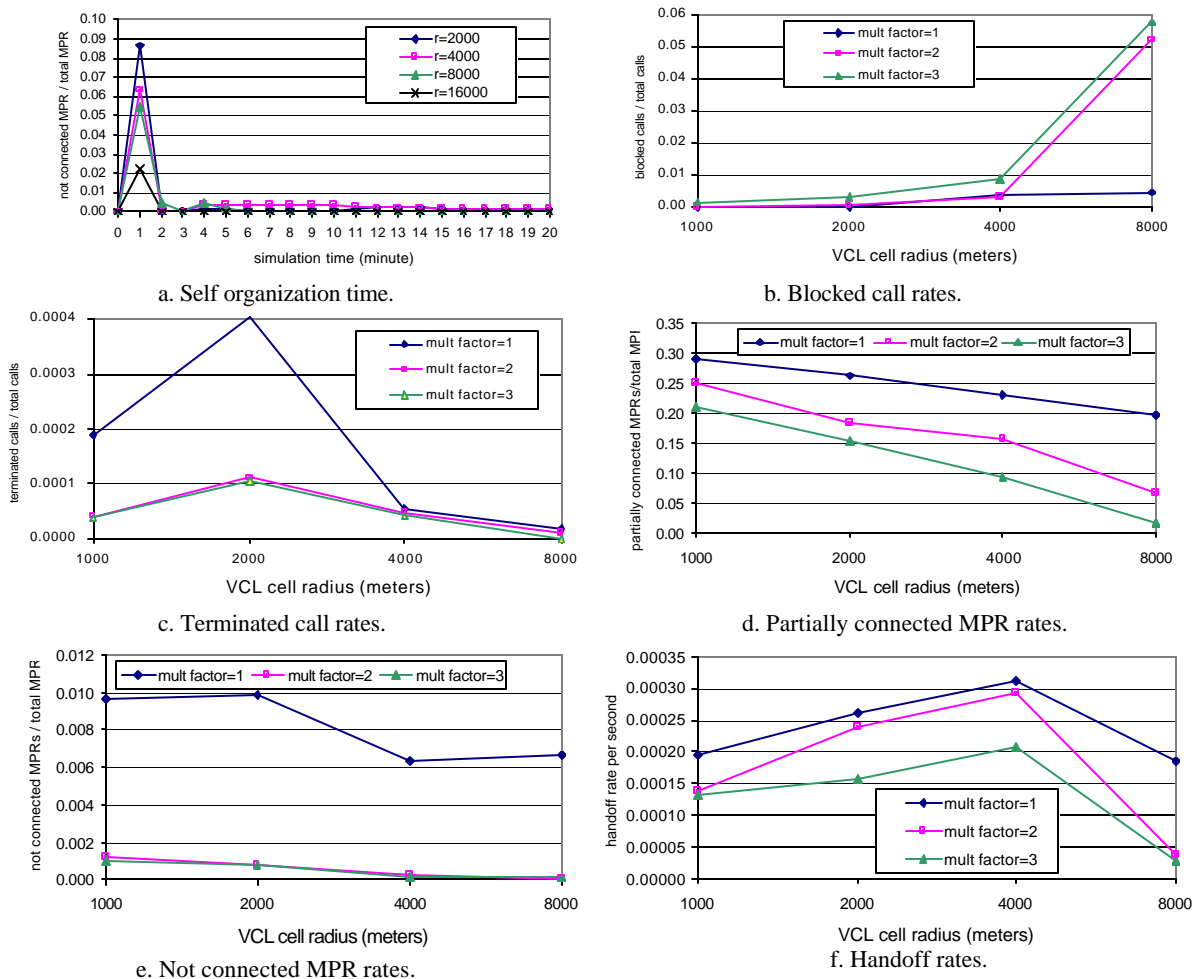 0.10
0.09
0.08
0.07
0.06
0.05
0.04
0.03
0.02
0.01
0.00
not connected MPR / total MPR
r=2000
r=4000
r=8000
r=16000
0 1 2 3 4 5 6 7 8 9 10 11 12 13 14 15 16 17 18 19 20
simulation time (minute)
a. Self organization time.
0.06
0.05
0.04
0.03
0.02
0.01
0.00
blocked calls / total calls
mult factor=1
mult factor=2
mult factor=3
1000 2000 4000 8000
VCL cell radius (meters)
b. Blocked call rates.
0.0004
0.0003
0.0002
0.0001
0.0000
terminated calls / total calls
mult factor=1
mult factor=2
mult factor=3
1000 2000 4000 8000
VCL cell radius (meters)
c. Terminated call rates.
0.35
0.30
0.25
0.20
0.15
0.10
0.05
0.00
partially connected MPRs/total MPI
mult factor=1 mult factor=2 mult factor=3
1000 2000 4000 8000
VCL cell radius (meters)
d. Partially connected MPR rates.
0.012
0.010
0.008
0.006
0.004
0.002
0.000
not connected MPRs / total MPR
mult factor=1 mult factor=2 mult factor=3
1000 2000 4000 8000
VCL cell radius (meters)
e. Not connected MPR rates.
0.00035
0.00030
0.00025
0.00020
0.00015
0.00010
0.00005
0.00000
handoff rate per second
mult factor=1
mult factor=2
mult factor=3
1000 2000 4000 8000
VCL cell radius (meters)
f. Handoff rates.